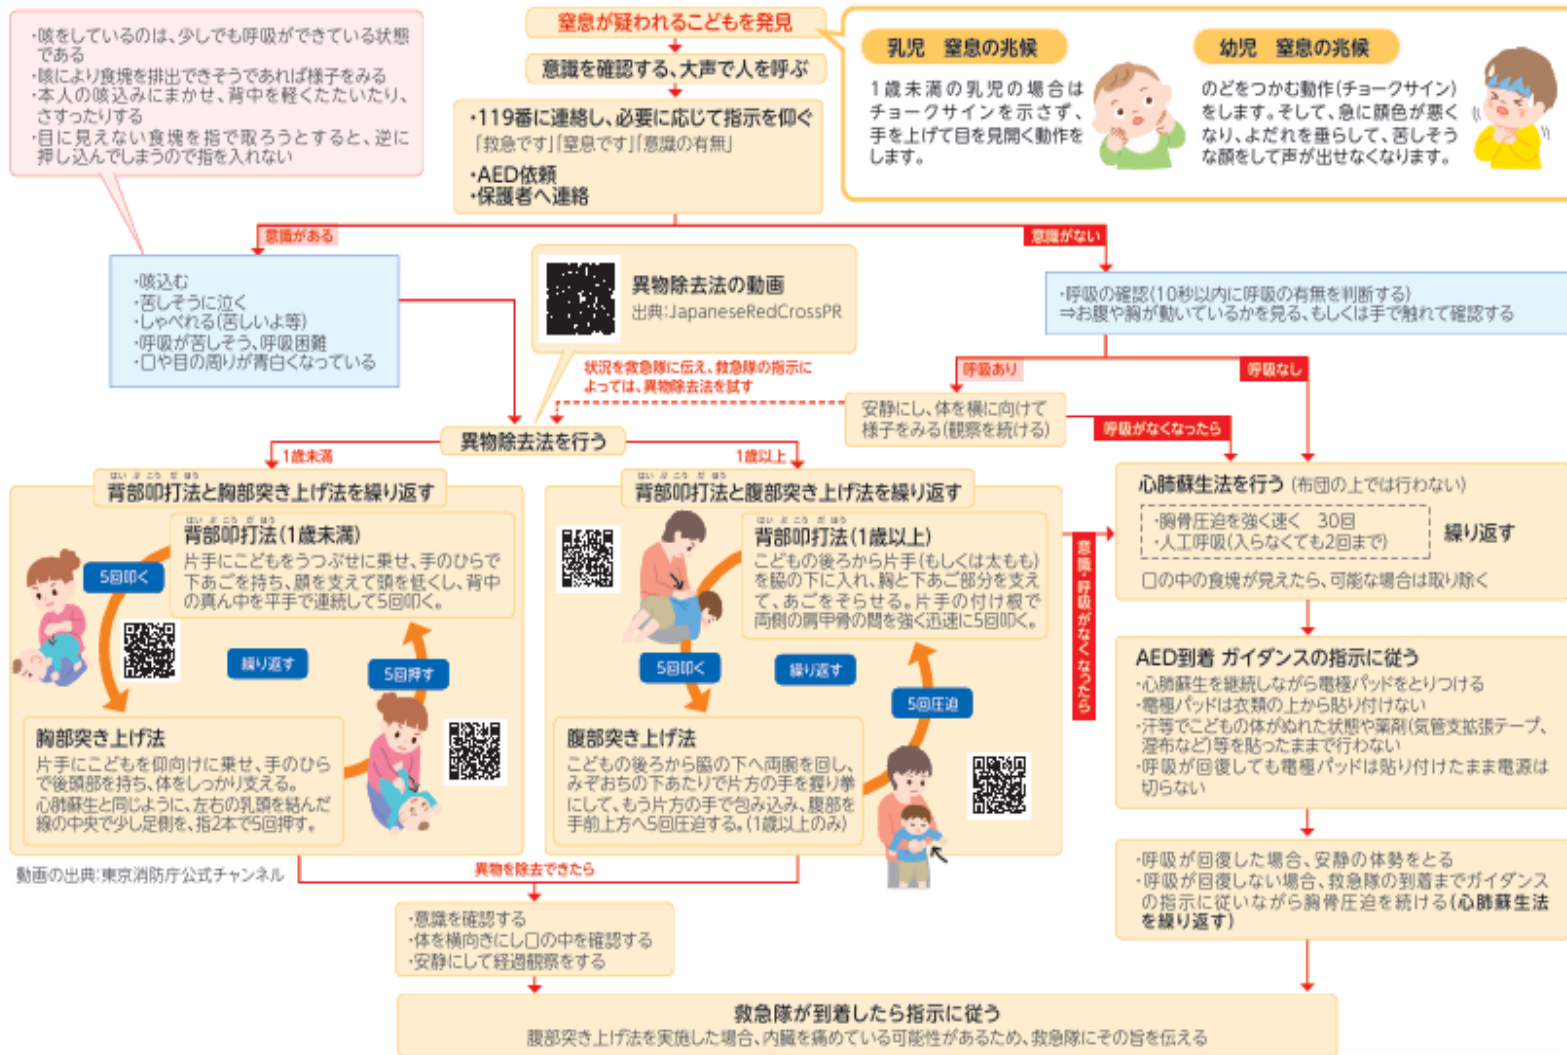 ・咳をしているのは、少しでも呼吸ができている状態
である
・咳により食塊を排出できそうであれば様子をみる
・本人の咳込みにまかせ、背中を軽くたたいたり、
さすったりする
・目に見えない食塊を指で取ろうとすると、逆に
押し込んでしまうので指を入れない
窒息が疑われるこどもを発見
意識を確認する、大声で人を呼ぶ
・119番に連絡し、必要に応じて指示を仰ぐ
「救急です」「窒息です」「意識の有無」
・AED依頼
・保護者へ連絡
乳児 窒息の兆候
1歳未満の乳児の場合は
チョークサインを示さず、
手を上げて目を見開く動作を
します。
幼児 窒息の兆候
のどをつかむ動作(チョークサイン)
をします。そして、急に顔色が悪く
なり、よだれを垂らして、苦しそう
な顔をして声が出せなくなります。
意識がある
意識がない
・咳込む
・苦しそうに泣く
・しゃべれる(苦しいよ等)
・呼吸が苦しそう、呼吸困難
・口や目の周りが青白くなっている
異物除去法の動画
出典:JapaneseRedCrossPR
・呼吸の確認(10秒以内に呼吸の有無を判断する)
⇒お腹や胸が動いているかを見る、もしくは手で触れて確認する
状況を救急隊に伝え、救急隊の指示に
よっては、異物除去法を試す
呼吸あり
呼吸なし
安静にし、体を横に向けて
様子をみる(観察を続ける)
呼吸がなくなったら
異物除去法を行う
1歳未満
1歳以上
はいぶこうだほう
背部叩打法と胸部突き上げ法を繰り返す
はいぶこうだほう
背部叩打法(1歳未満)
片手にこどもをうつぶせに乗せ、手のひらで
下あごを持ち、顔を支えて頭を低くし、背中
の真ん中を平手で連続して5回叩く。
5回叩く
繰り返す
5回押す
胸部突き上げ法
片手にこどもを仰向けに乗せ、手のひら
で後頭部を持ち、体をしっかり支える。
心肺蘇生と同じように、左右の乳頭を結んだ
線の中央で少し足側を、指2本で5回押す。
動画の出典:東京消防庁公式チャンネル
はいぶこうだほう
背部叩打法と腹部突き上げ法を繰り返す
はいぶこうだほう
背部叩打法(1歳以上)
こどもの後ろから片手(もしくは太もも)
を脇の下に入れ、胸と下あご部分を支え
て、あごをそらせる。片手の付け根で
両側の肩甲骨の間を強く迅速に5回叩く。
5回叩く
繰り返す
5回圧迫
腹部突き上げ法
こどもの後ろから脇の下へ両腕を回し、
みぞおちの下あたりで片方の手を握り拳
にして、もう片方の手で包み込み、腹部を
手前上方へ5回圧迫する。(1歳以上のみ)
意識・呼吸がなくなったら
心肺蘇生法を行う(布団の上では行わない)
・胸骨圧迫を強く速く 30回
・人工呼吸(入らなくても2回まで)
繰り返す
口の中の食塊が見えたら、可能な場合は取り除く
AED到着 ガイダンスの指示に従う
・心肺蘇生を継続しながら電極パッドをとりつける
・電極パッドは衣類の上から貼り付けない
・汗等でこどもの体がぬれた状態や薬剤(気管支拡張テープ、
湿布など)等を貼ったままで行わない
・呼吸が回復しても電極パッドは貼り付けたまま電源は
切らない
・呼吸が回復した場合、安静の体勢をとる
・呼吸が回復しない場合、救急隊の到着までガイダンス
の指示に従いながら胸骨圧迫を続ける(心肺蘇生法
を繰り返す)
異物を除去できたら
・意識を確認する
・体を横向きにし口の中を確認する
・安静にして経過観察をする
救急隊が到着したら指示に従う
腹部突き上げ法を実施した場合、内臓を痛めている可能性があるため、救急隊にその旨を伝える